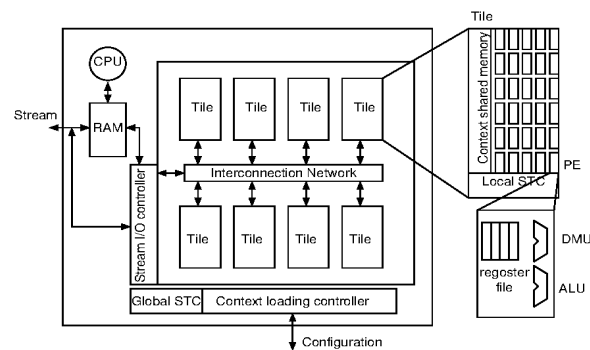 Tile
CPU
Stream
RAM
Tile
Tile
Tile
Tile
Context shared memory
Interconnection Network
PE
Local STC
Stream I/O controller
Tile
Tile
Tile
Tile
DMU
regoster
file
ALU
Global STC
Context loading controller
Configuration